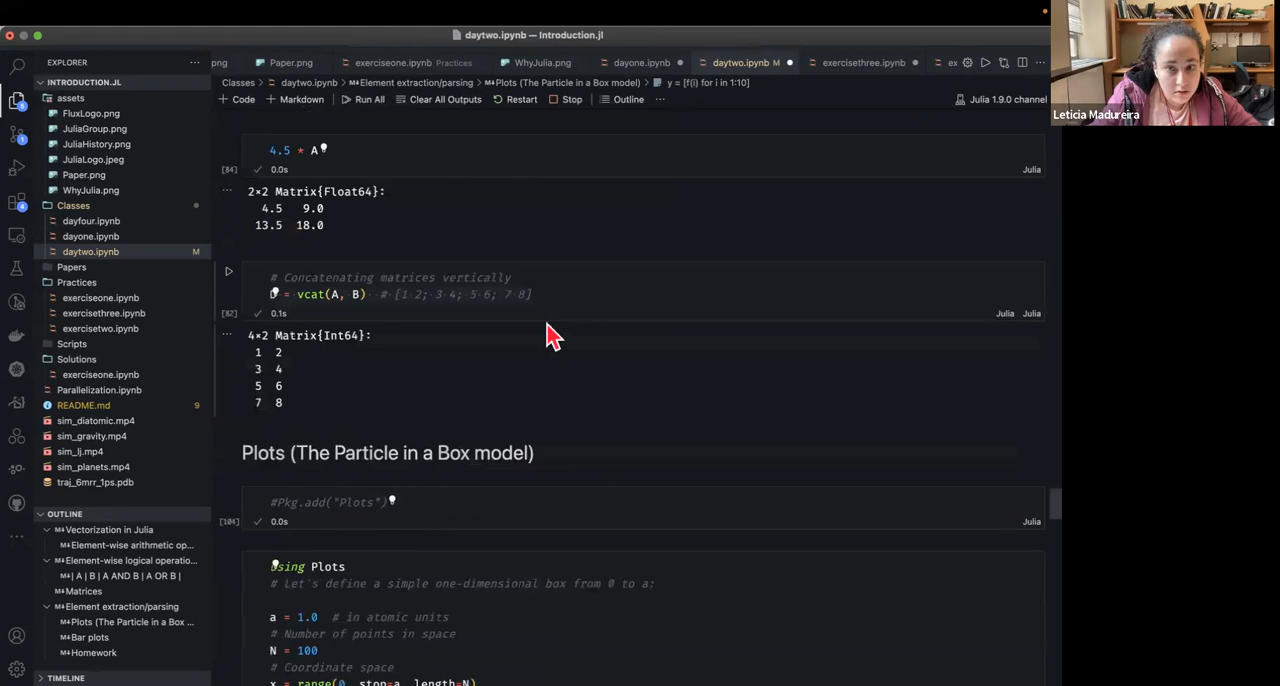 daytwo.ipynb — Introduction.jl
Leticia Madureira
EXPLORER
INTRODUCTION.JL
assets
FluxLogo.png
JuliaGroup.png
JuliaHistory.png
JuliaLogo.jpeg
Paper.png
WhyJulia.png
Classes
dayfour.ipynb
dayone.ipynb
daytwo.ipynb M
Papers
Practices
exerciseone.ipynb
exercisethree.ipynb
exercisetwo.ipynb
Scripts
Solutions
exerciseone.ipynb
Parallelization.ipynb
README.md 9
sim_diatomic.mp4
sim_gravity.mp4
sim_lj.mp4
sim_planets.mp4
traj_6mrr_1ps.pdb
OUTLINE
Vectorization in Julia
Element-wise arithmetic op...
Element-wise logical operatio...
| A | B | A AND B | A OR B |
Matrices
Element extraction/parsing
Plots (The Particle in a Box ...
Bar plots
Homework
TIMELINE
png Paper.png exerciseone.ipynb Practices WhyJulia.png dayone.ipynb daytwo.ipynb M exercisethree.ipynb ex
Classes > daytwo.ipynb > Element extraction/parsing > Plots (The Particle in a Box model) > y = [f(i) for i in 1:10]
+ Code + Markdown Run All Clear All Outputs Restart Stop Outline ... Julia 1.9.0 channel
4.5 * A
[84] 0.0s Julia
2×2 Matrix{Float64}:
4.5 9.0
13.5 18.0
# Concatenating matrices vertically
D = vcat(A, B) # [1 2; 3 4; 5 6; 7 8]
[82] 0.1s Julia Julia
4×2 Matrix{Int64}:
1 2
3 4
5 6
7 8
Plots (The Particle in a Box model)
#Pkg.add("Plots")
[104] 0.0s Julia
using Plots
# Let's define a simple one-dimensional box from 0 to a:
a = 1.0 # in atomic units
# Number of points in space
N = 100
# Coordinate space
x = range(0, stop=a, length=N)